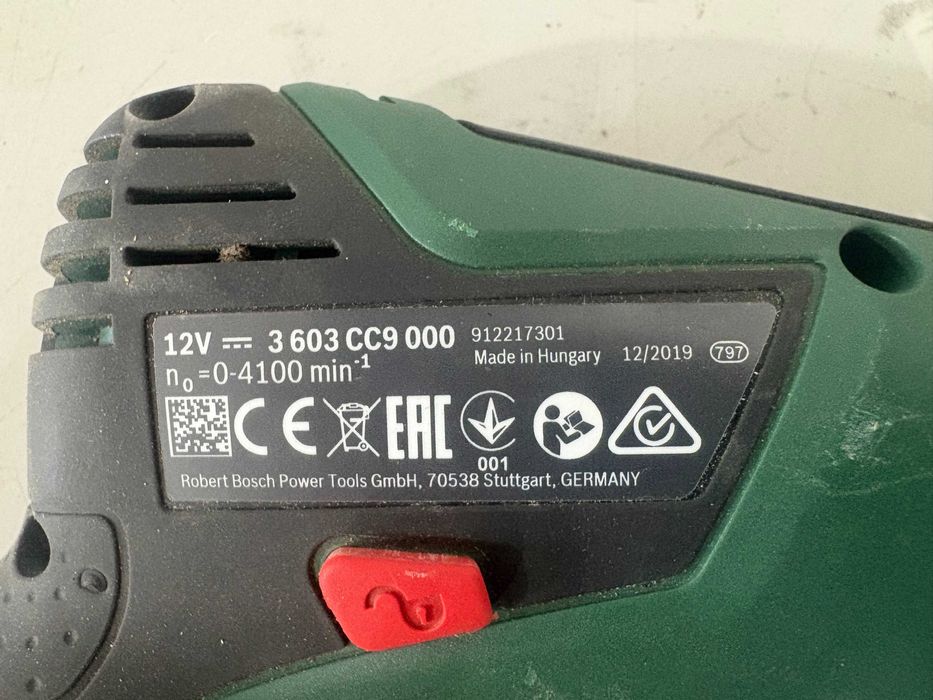 12V ⎓ 3 603 CC9 000 912217301
n₀ =0-4100 min⁻¹ Made in Hungary 12/2019 797
CE EAC
001
Robert Bosch Power Tools GmbH, 70538 Stuttgart, GERMANY